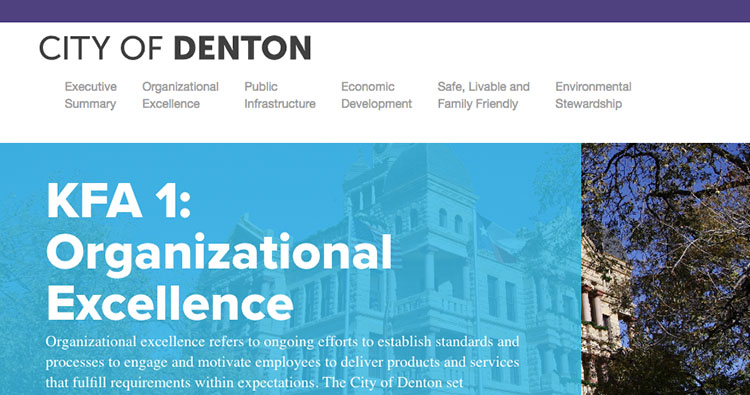 CITY OF DENTON
Executive Summary
Organizational Excellence
Public Infrastructure
Economic Development
Safe, Livable and Family Friendly
Environmental Stewardship
KFA 1:
Organizational
Excellence
Organizational excellence refers to ongoing efforts to establish standards and
processes to engage and motivate employees to deliver products and services
that fulfill requirements within expectations. The City of Denton set